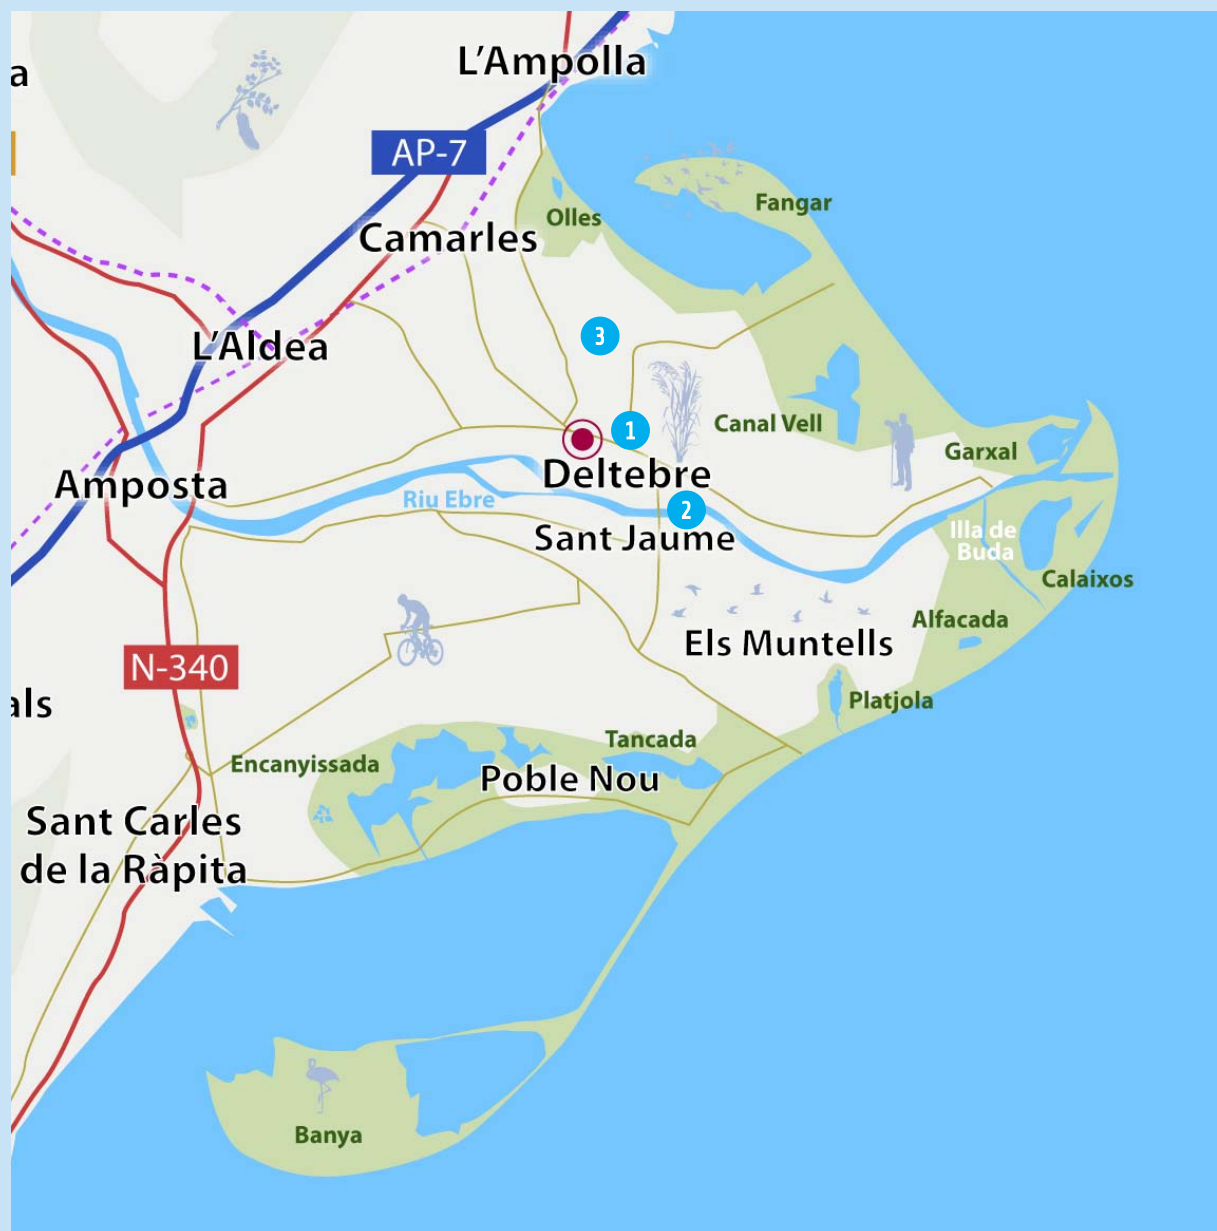 L'Ampolla
a
AP-7
Fangar
Olles
Camarles
3
L'Aldea
1
Canal Vell
Garxal
Deltebre
Amposta
Riu Ebre
2
Sant Jaume
Illa de
Buda
Calaixos
Alfacada
Els Muntells
N-340
Platjola
als
Tancada
Encanyissada
Poble Nou
Sant Carles
de la Ràpita
Banya